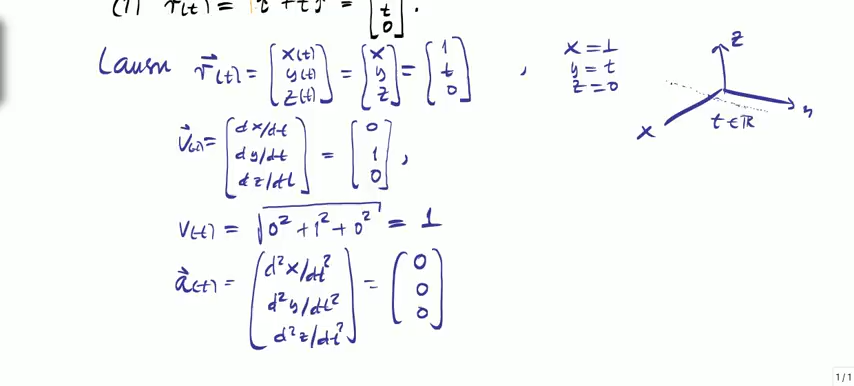 (1) r(t) = i + tj = [t 0].
Lausn r⃗(t) = [x(t) y(t) z(t)] = [x y z] = [1 t 0] , x = 1 y = t z = 0
z
y
x
t ∈ ℝ
v⃗(t) = [dx/dt dy/dt dz/dt] = [0 1 0] ,
v(t) = √(0² + 1² + 0²) = 1
a⃗(t) = [d²x/dt² d²y/dt² d²z/dt²] = [0 0 0]
1/1